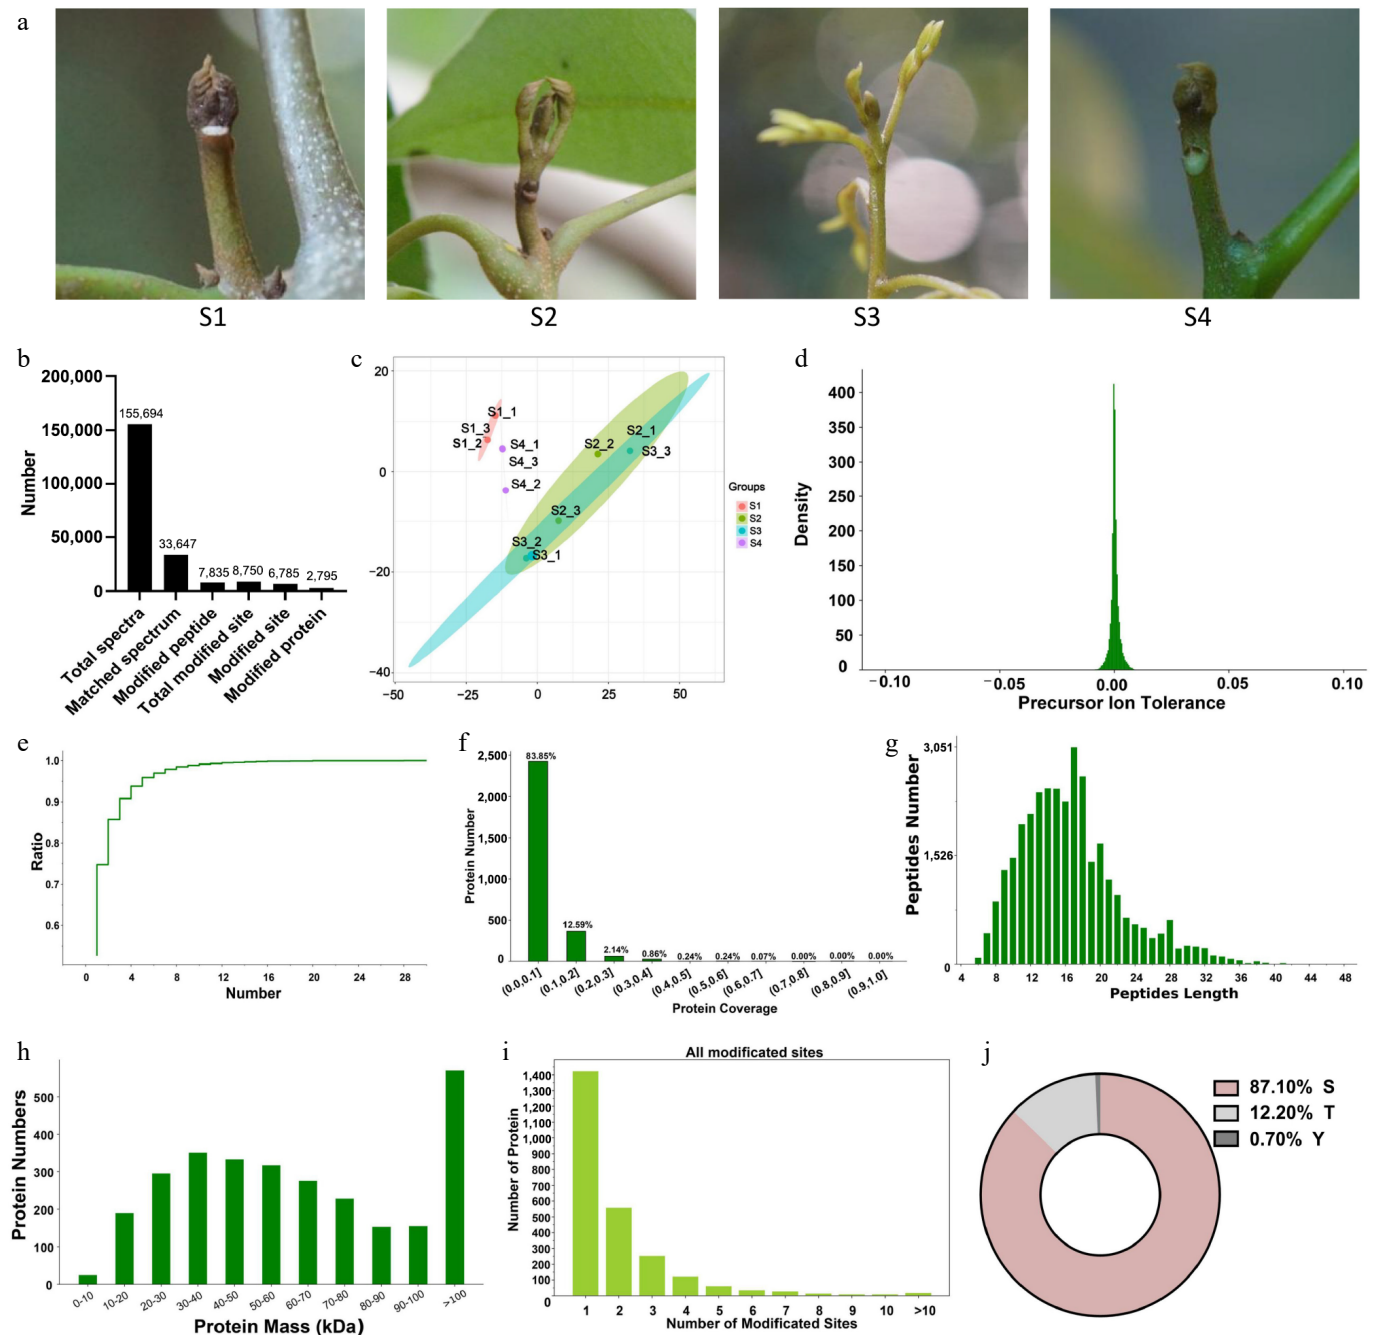 a
S1
S2
S3
S4
b
200,000
150,000
100,000
50,000
0
Number
155,694
33,647
7,835
8,750
6,785
2,795
Total spectra
Matched spectrum
Modified peptide
Total modified site
Modified site
Modified protein
c
20
0
−20
−40
−50
−25
0
25
50
S1_1
S1_3
S1_2
S4_1
S4_3
S4_2
S2_2
S2_1
S3_3
S2_3
S3_2
S3_1
Groups
S1
S2
S3
S4
d
400
350
300
250
200
150
100
50
0
Density
−0.10
−0.05
0.00
0.05
0.10
Precursor Ion Tolerance
e
1.0
0.9
0.8
0.7
0.6
Ratio
0
4
8
12
16
20
24
28
Number
f
2,500
2,000
1,500
1,000
500
0
Protein Number
83.85%
12.59%
2.14%
0.86%
0.24%
0.24%
0.07%
0.00%
0.00%
0.00%
(0.0,0.1]
(0.1,0.2]
(0.2,0.3]
(0.3,0.4]
(0.4,0.5]
(0.5,0.6]
(0.6,0.7]
(0.7,0.8]
(0.8,0.9]
(0.9,1.0]
Protein Coverage
g
3,051
1,526
0
Peptides Number
4
8
12
16
20
24
28
32
36
40
44
48
Peptides Length
h
500
400
300
200
100
0
Protein Numbers
0-10
10-20
20-30
30-40
40-50
50-60
60-70
70-80
80-90
90-100
>100
Protein Mass (kDa)
i
All modificated sites
1,400
1,300
1,200
1,100
1,000
900
800
700
600
500
400
300
200
100
0
Number of Protein
1
2
3
4
5
6
7
8
9
10
>10
Number of Modificated Sites
j
87.10% S
12.20% T
0.70% Y